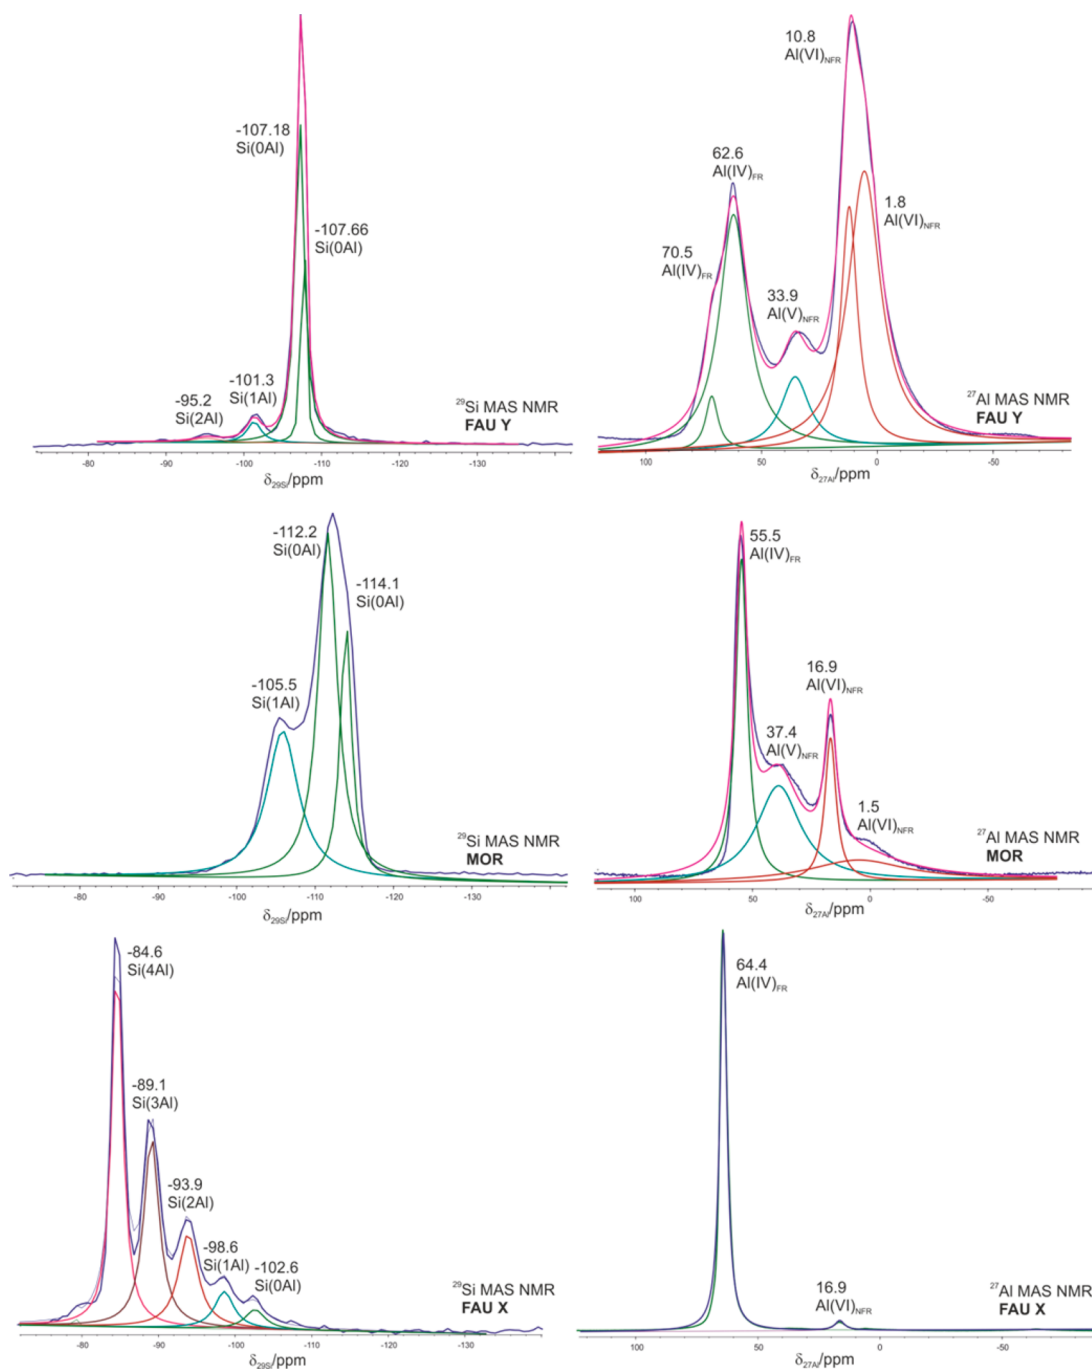 -107.18
Si(0Al)
-107.66
Si(0Al)
-101.3
Si(1Al)
-95.2
Si(2Al)
29Si MAS NMR
FAU Y
-80 -90 -100 -110 -120 -130
δ29Si/ppm
10.8
Al(VI)NFR
62.6
Al(IV)FR
1.8
Al(VI)NFR
70.5
Al(IV)FR
33.9
Al(V)NFR
27Al MAS NMR
FAU Y
100 50 0 -50
δ27Al/ppm
-112.2
Si(0Al)
-114.1
Si(0Al)
-105.5
Si(1Al)
29Si MAS NMR
MOR
-80 -90 -100 -110 -120 -130
δ29Si/ppm
55.5
Al(IV)FR
16.9
Al(VI)NFR
37.4
Al(V)NFR
1.5
Al(VI)NFR
27Al MAS NMR
MOR
100 50 0 -50
δ27Al/ppm
-84.6
Si(4Al)
-89.1
Si(3Al)
-93.9
Si(2Al)
-98.6
Si(1Al)
-102.6
Si(0Al)
29Si MAS NMR
FAU X
-80 -90 -100 -110 -120 -130 -140
δ29Si/ppm
64.4
Al(IV)FR
16.9
Al(VI)NFR
27Al MAS NMR
FAU X
100 50 0 -50
δ27Al/ppm